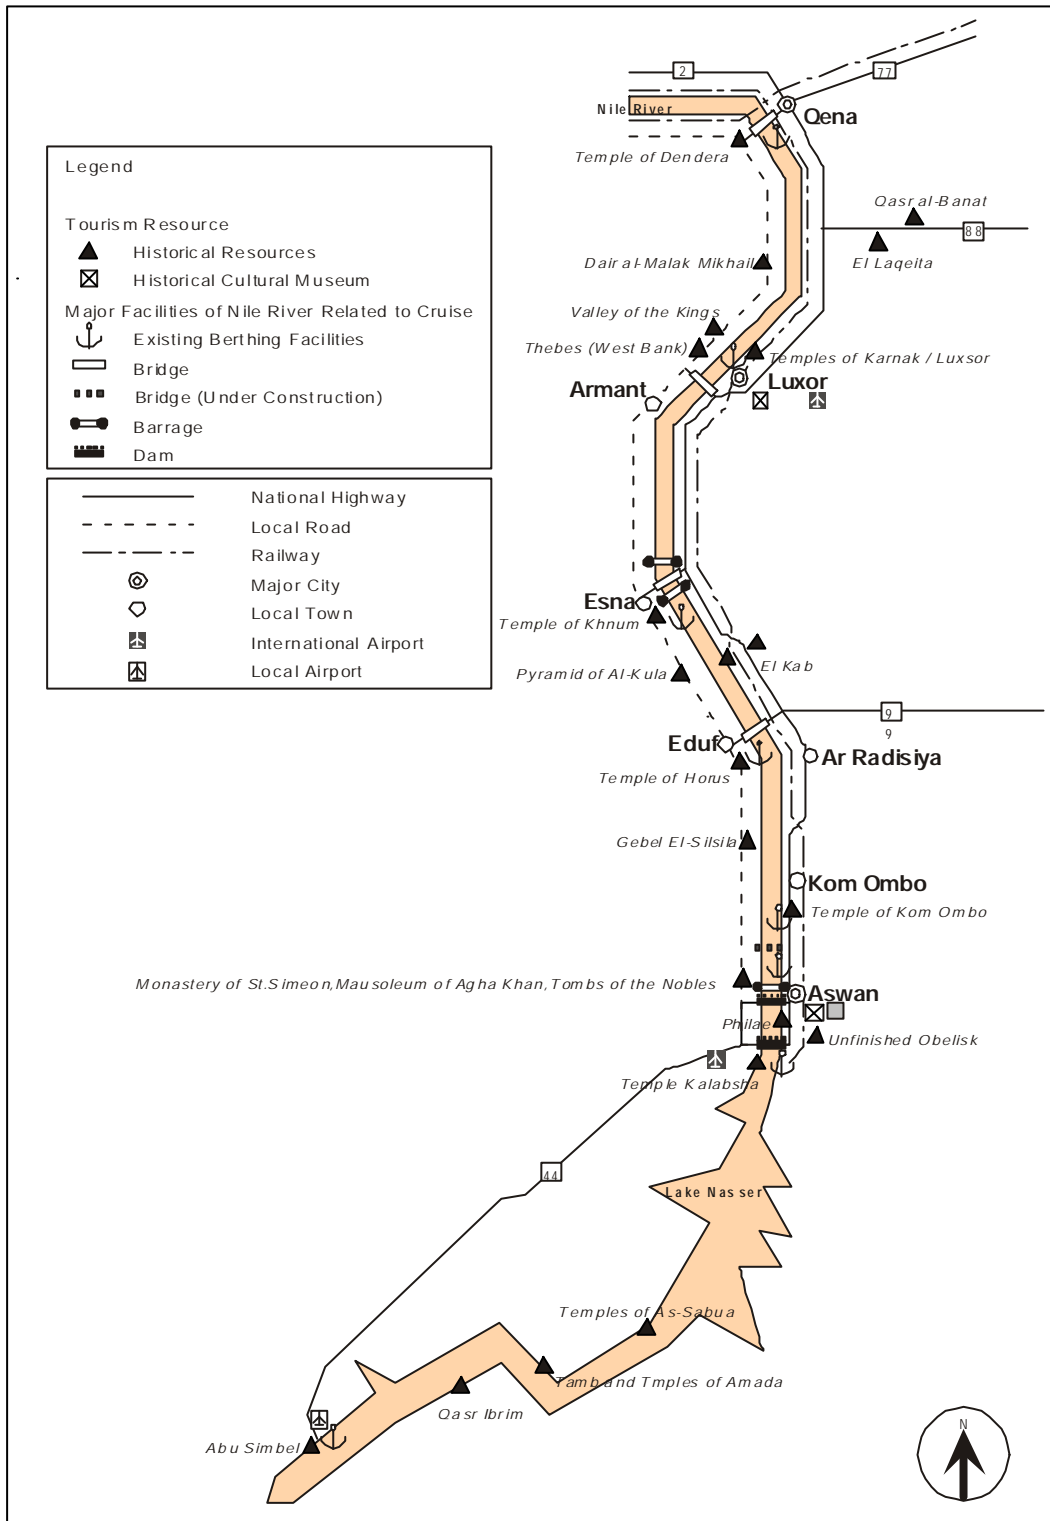 2
77
Nile River
Qena
Temple of Dendera
Legend
Tourism Resource
Historical Resources
Historical Cultural Museum
Major Facilities of Nile River Related to Cruise
Existing Berthing Facilities
Bridge
Bridge (Under Construction)
Barrage
Dam
National Highway
Local Road
Railway
Major City
Local Town
International Airport
Local Airport
Qasr al-Banat
88
El Laqeita
Dair al-Malak Mikhail
Valley of the Kings
Thebes (West Bank)
Temples of Karnak / Luxsor
Luxor
Armant
Esna
Temple of Khnum
El Kab
Pyramid of Al-Kula
9
9
Eduf
Ar Radisiya
Temple of Horus
Gebel El-Silsila
Kom Ombo
Temple of Kom Ombo
Monastery of St.Simeon,Mausoleum of Agha Khan,Tombs of the Nobles
Aswan
Philae
Unfinished Obelisk
Temple Kalabsha
44
Lake Nasser
Temples of As-Sabua
Tamb and Tmples of Amada
Qasr Ibrim
Abu Simbel
N